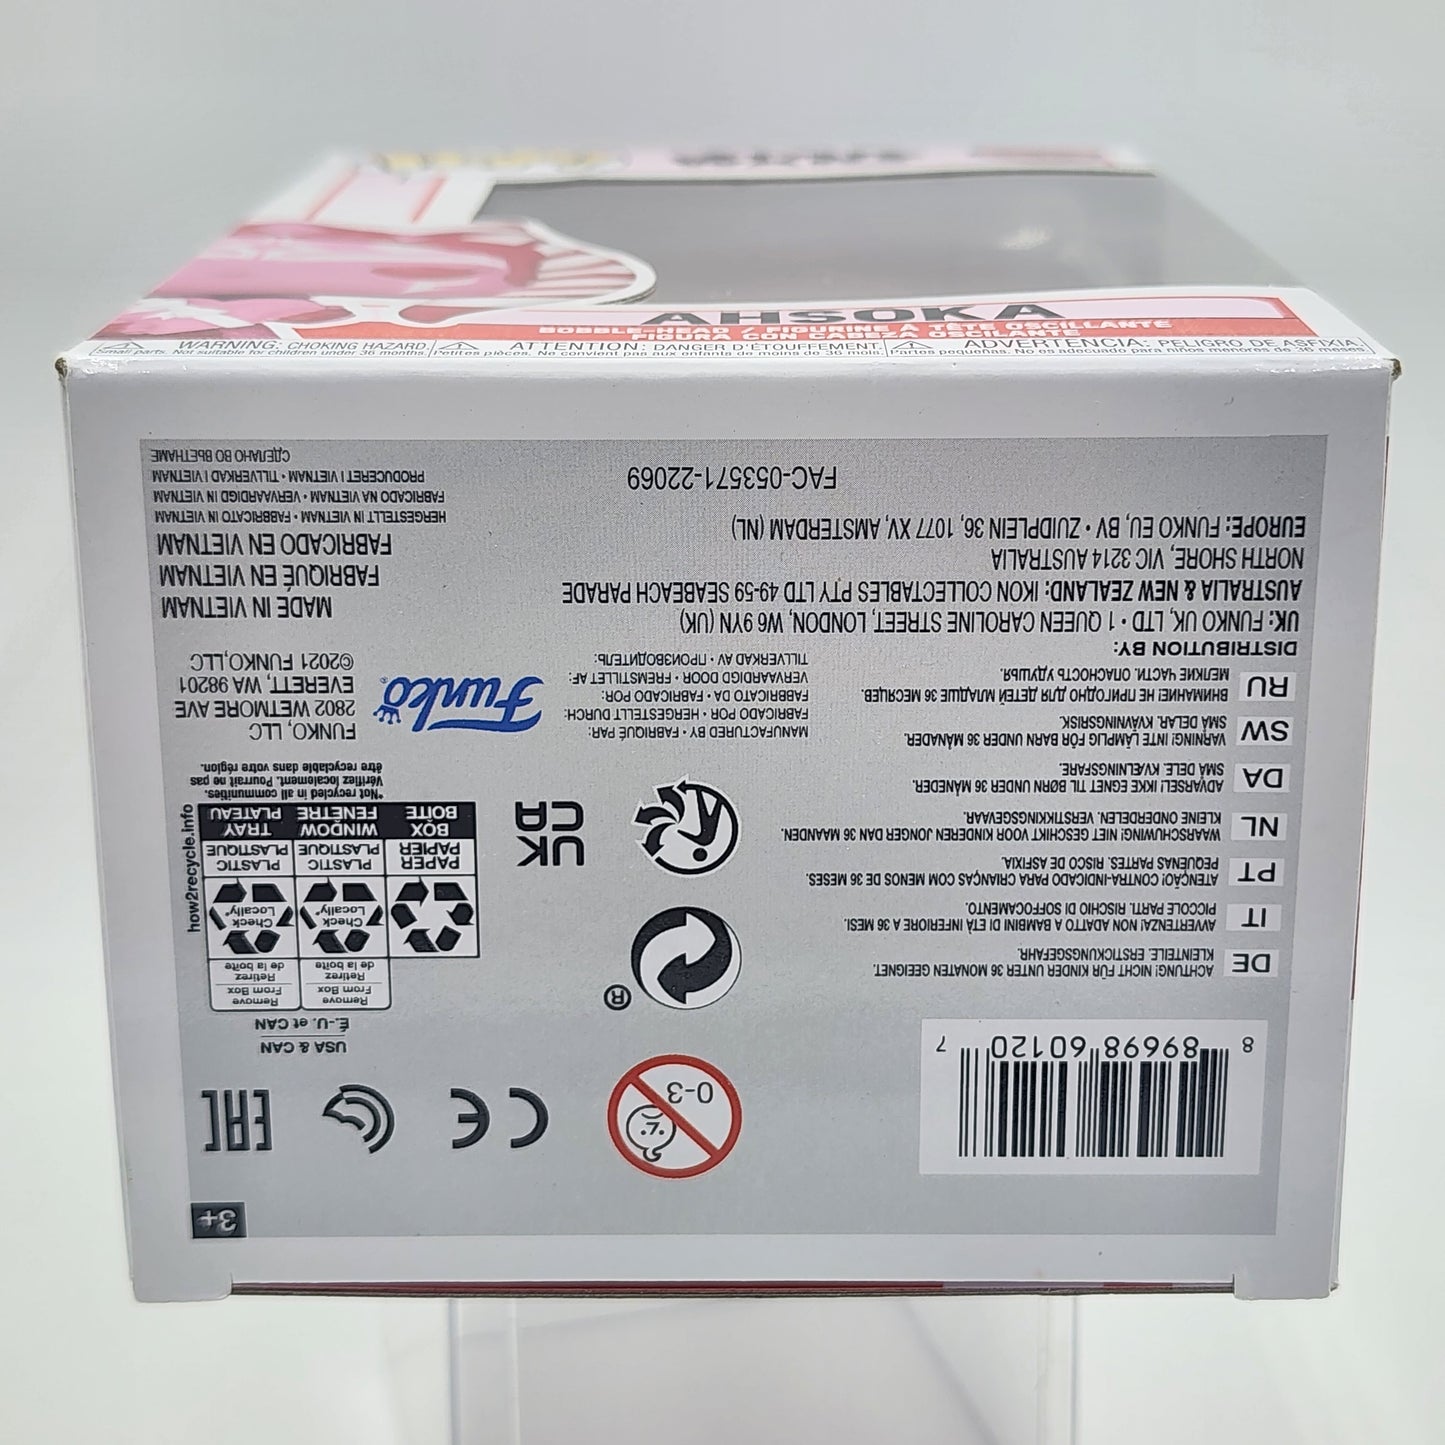 AHSOKA
BOBBLE-HEAD / FIGURINE À TÊTE OSCILLANTE
FIGURA CON CABEZA OSCILANTE
WARNING: CHOKING HAZARD.
Small parts. Not suitable for children under 36 months.
ATTENTION: DANGER D'ÉTOUFFEMENT.
Petites pièces. Ne convient pas aux enfants de moins de 36 mois.
ADVERTENCIA: PELIGRO DE ASFIXIA.
Partes pequeñas. No es adecuado para niños menores de 36 meses.
3+
8 89698 60120 7
0-3
CE
EAC
USA & CAN
É.-U. et CAN
Remove
From Box
Retirez
de la boîte
Remove
From Box
Retirez
de la boîte
Check
Locally*
Check
Locally*
PAPER
PAPIER
BOX
BOÎTE
PLASTIC
PLASTIQUE
WINDOW
FENÊTRE
PLASTIC
PLASTIQUE
TRAY
PLATEAU
how2recycle.info
*Not recycled in all communities.
Vérifiez localement. Pourrait ne pas
être recyclable dans votre région.
®
UK
CA
DE ACHTUNG! NICHT FÜR KINDER UNTER 36 MONATEN GEEIGNET.
KLEINTEILE. ERSTICKUNGSGEFAHR.
IT AVVERTENZA! NON ADATTO A BAMBINI DI ETÀ INFERIORE A 36 MESI.
PICCOLE PARTI. RISCHIO DI SOFFOCAMENTO.
PT ATENÇÃO! CONTRA-INDICADO PARA CRIANÇAS COM MENOS DE 36 MESES.
PEQUENAS PARTES. RISCO DE ASFIXIA.
NL WAARSCHUWING! NIET GESCHIKT VOOR KINDEREN JONGER DAN 36 MAANDEN.
KLEINE ONDERDELEN. VERSTIKKINGSGEVAAR.
DA ADVARSEL! IKKE EGNET TIL BØRN UNDER 36 MÅNEDER.
SMÅ DELE. KVÆLNINGSFARE.
SW VARNING! INTE LÄMPLIG FÖR BARN UNDER 36 MÅNADER.
SMÅ DELAR. KVÄVNINGSRISK.
RU ВНИМАНИЕ! НЕ ПРИГОДНО ДЛЯ ДЕТЕЙ МЛАДШЕ 36 МЕСЯЦЕВ.
МЕЛКИЕ ЧАСТИ. ОПАСНОСТЬ УДУШЬЯ.
MANUFACTURED BY • FABRIQUÉ PAR:
FABRICADO POR • HERGESTELLT DURCH:
FABBRICATO DA • FABRICADO POR:
VERVAARDIGD DOOR • FREMSTILLET AF:
TILLVERKAD AV • ПРОИЗВОДИТЕЛЬ:
Funko®
FUNKO, LLC
2802 WETMORE AVE
EVERETT, WA 98201
©2021 FUNKO,LLC
DISTRIBUTION BY:
UK: FUNKO UK, LTD • 1 QUEEN CAROLINE STREET, LONDON, W6 9YN (UK)
AUSTRALIA & NEW ZEALAND: IKON COLLECTABLES PTY LTD 49-59 SEABEACH PARADE
NORTH SHORE, VIC 3214 AUSTRALIA
EUROPE: FUNKO EU, BV • ZUIDPLEIN 36, 1077 XV, AMSTERDAM (NL)
FAC-053571-22069
MADE IN VIETNAM
FABRIQUÉ EN VIETNAM
FABRICADO EN VIETNAM
HERGESTELLT IN VIETNAM • FABBRICATO IN VIETNAM
FABRICADO NA VIETNAM • VERVAARDIGD IN VIETNAM
PRODUCERET I VIETNAM • TILLVERKAD I VIETNAM
СДЕЛАНО ВО ВЬЕТНАМЕ